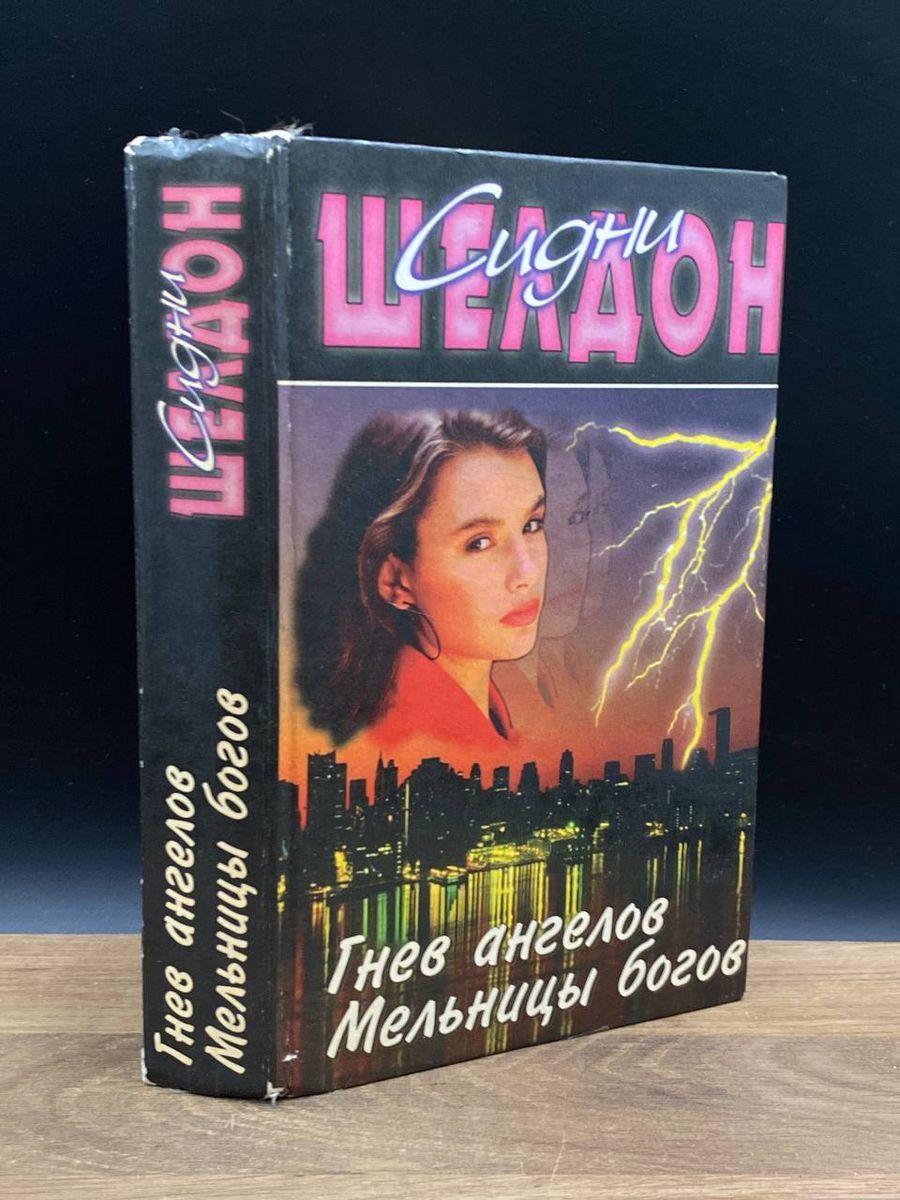 Сидни
ШЕЛДОН
Гнев ангелов
Мельницы богов
Сидни
ШЕЛДОН
Гнев ангелов
Мельницы богов